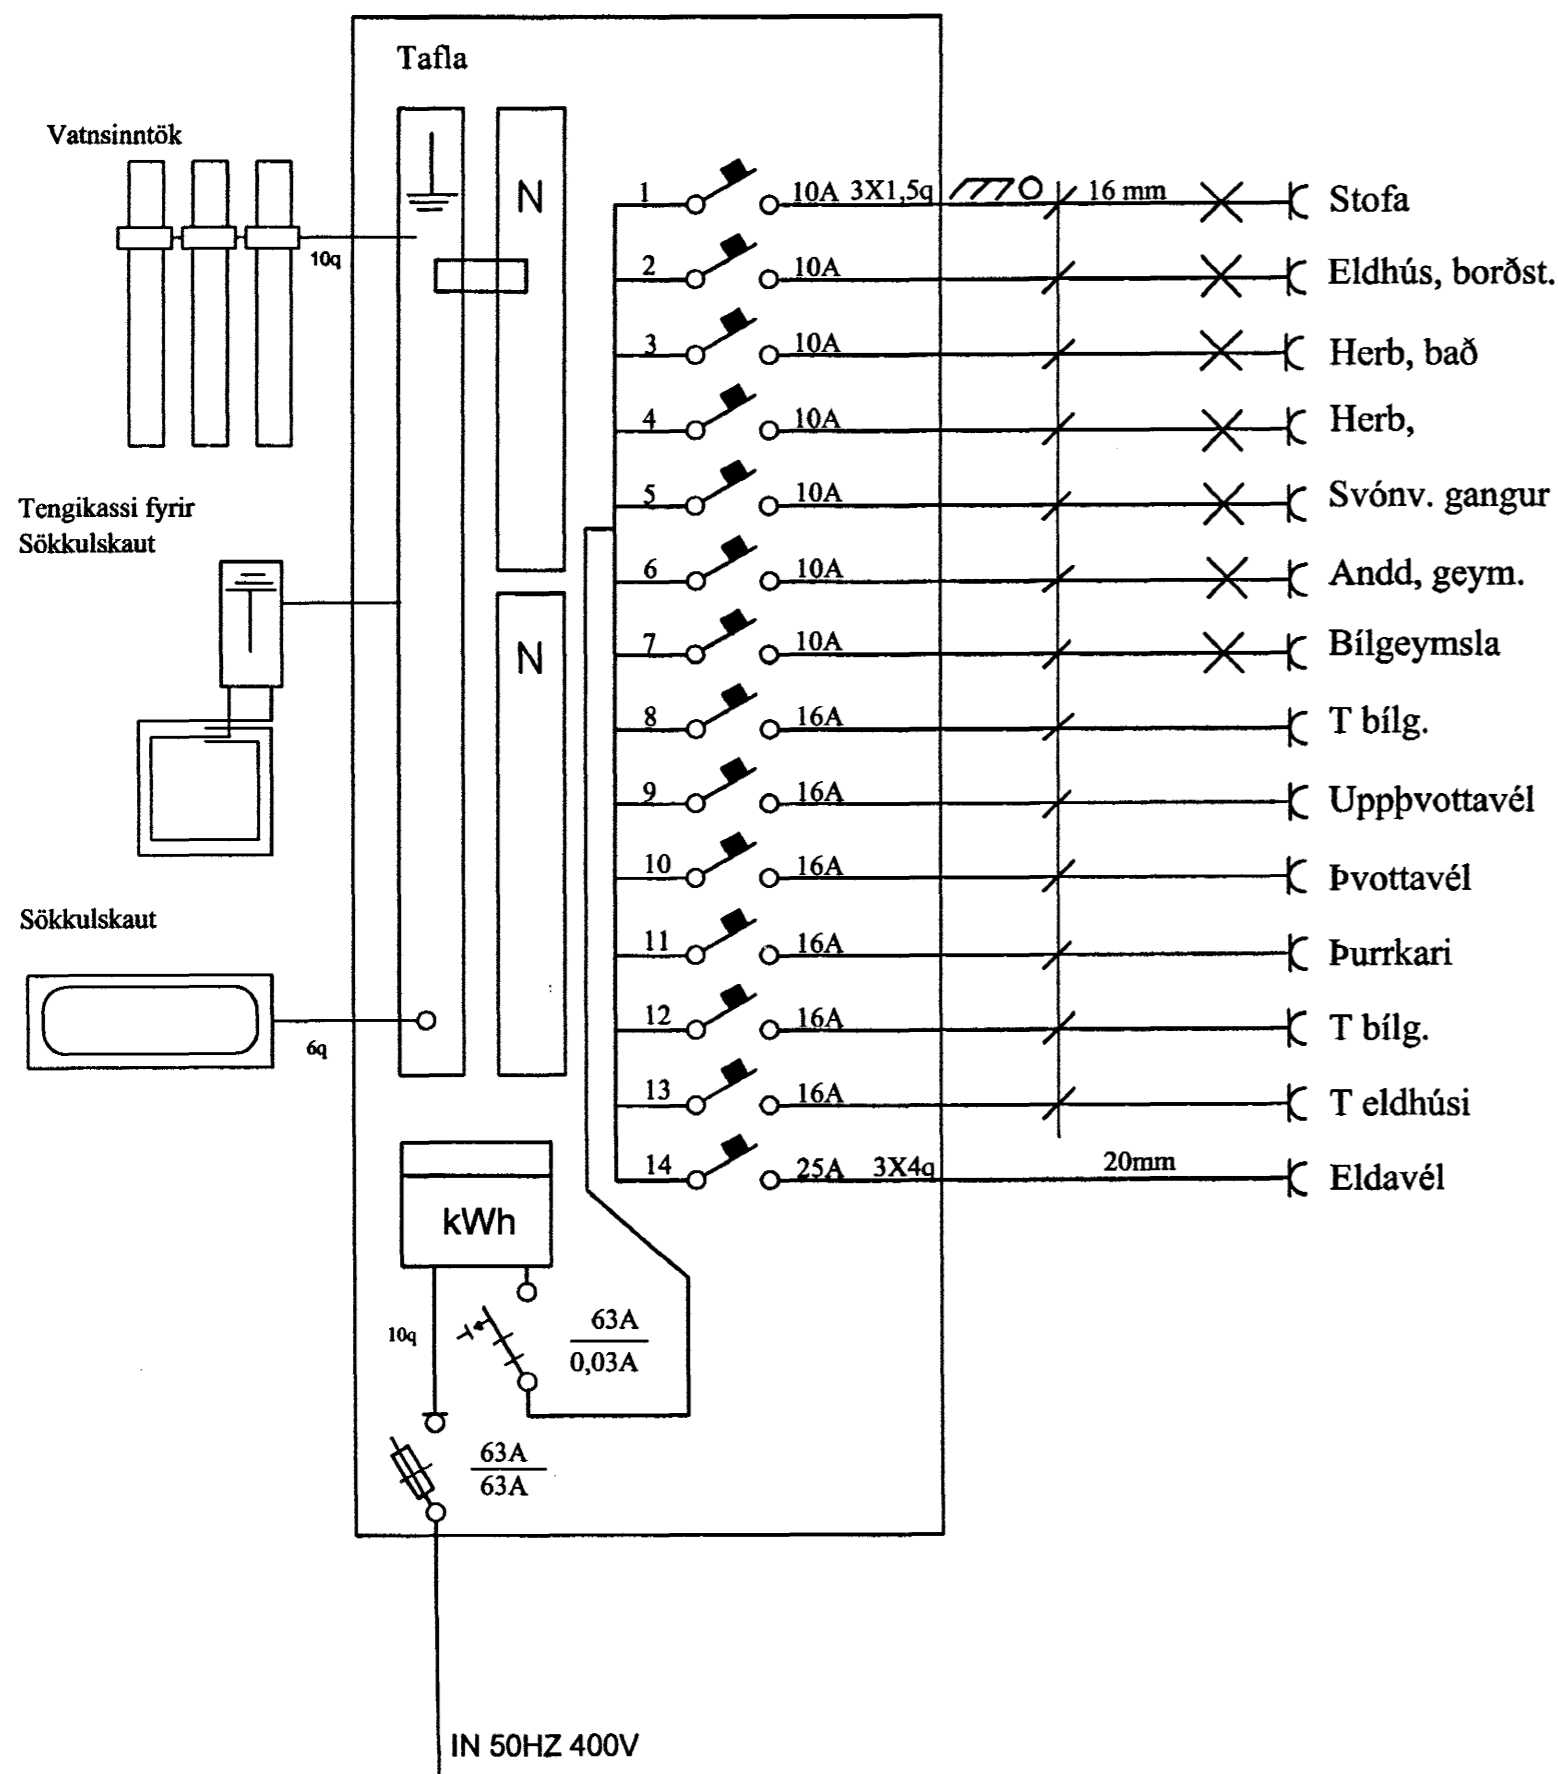 Tafla
Vatnsinntök
10q
Tengikassi fyrir
Sökkulskaut
Sökkulskaut
6q
N
N
1 10A 3X1,5q 16 mm Stofa
2 10A Eldhús, borðst.
3 10A Herb, bað
4 10A Herb,
5 10A Svónv. gangur
6 10A Andd, geym.
7 10A Bílgeymsla
8 16A T bílg.
9 16A Uppþvottavél
10 16A Þvottavél
11 16A Þurrkari
12 16A T bílg.
13 16A T eldhúsi
14 25A 3X4q 20mm Eldavél
kWh
10q
63A
0,03A
63A
63A
IN 50HZ 400V